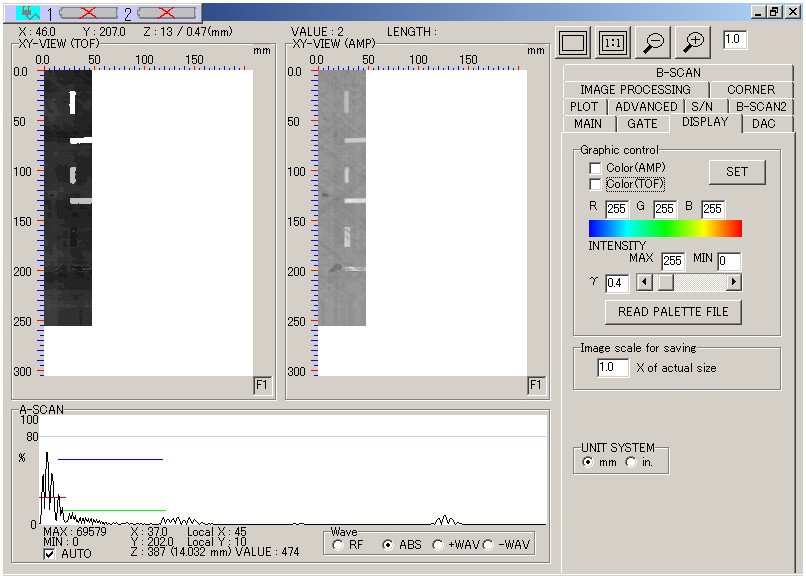 1 2
X : 46.0 Y : 207.0 Z : 13 / 0.47(mm) VALUE : 2 LENGTH :
XY-VIEW (TOF)
mm
0.0 50 100
0.0
50
100
150
200
250
300
F1
XY-VIEW (AMP)
mm
0.0 50 100
0.0
50
100
150
200
250
300
F1
1:1
1.0
B-SCAN
IMAGE PROCESSING CORNER
PLOT ADVANCED S/N B-SCAN2
MAIN GATE DISPLAY DAC
Graphic control
Color(AMP)
SET
Color(TOF)
R 255 G 255 B 255
INTENSITY
MAX 255 MIN 0
γ 0.4
READ PALETTE FILE
Image scale for saving
1.0 X of actual size
UNIT SYSTEM
mm in.
A-SCAN
100
80
%
0
MAX : 69579 X : 37.0 Local X : 45
MIN : 0 Y : 202.0 Local Y : 10
AUTO Z : 387 (14.032 mm) VALUE : 474
Wave
RF ABS +WAV -WAV